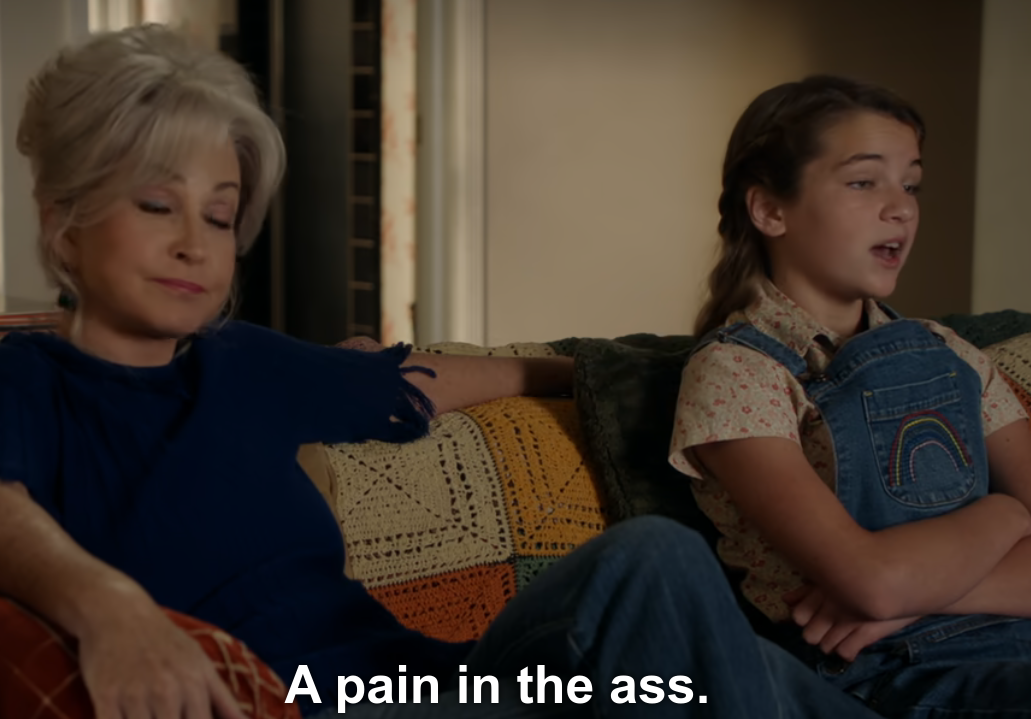 A pain in the ass.